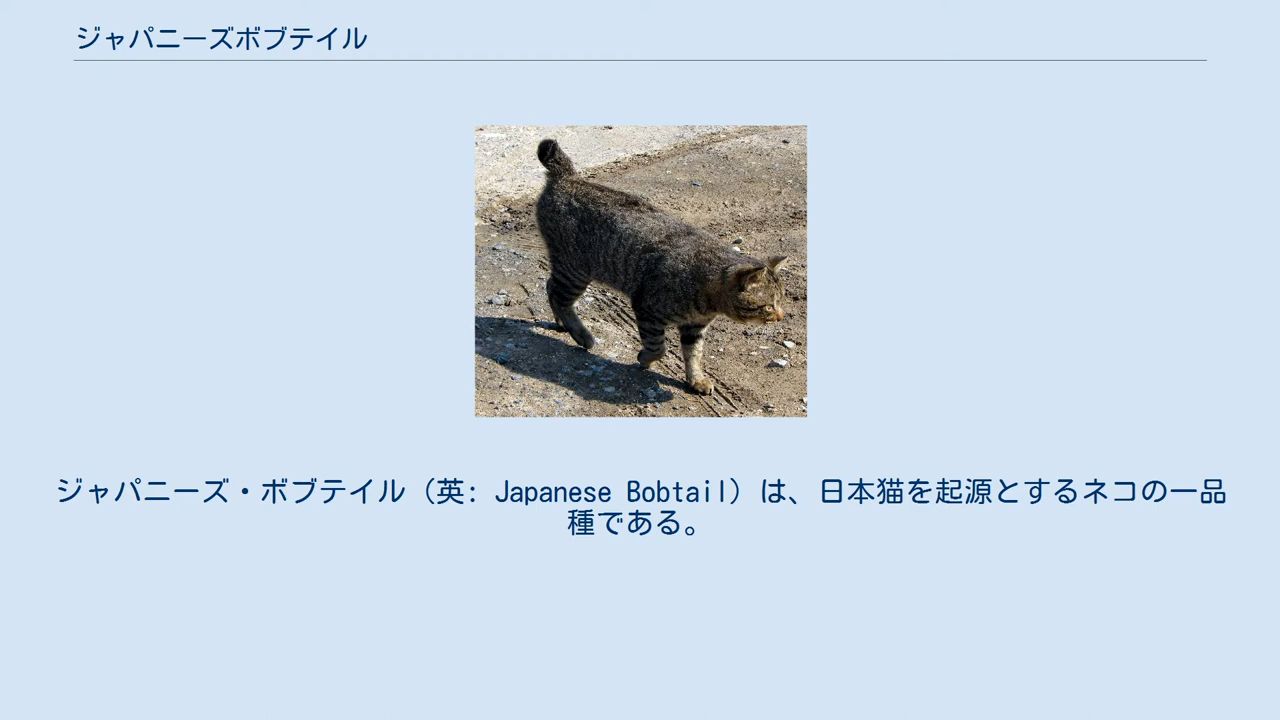 ジャパニーズボブテイル
ジャパニーズ・ボブテイル（英: Japanese Bobtail）は、日本猫を起源とするネコの一品
種である。